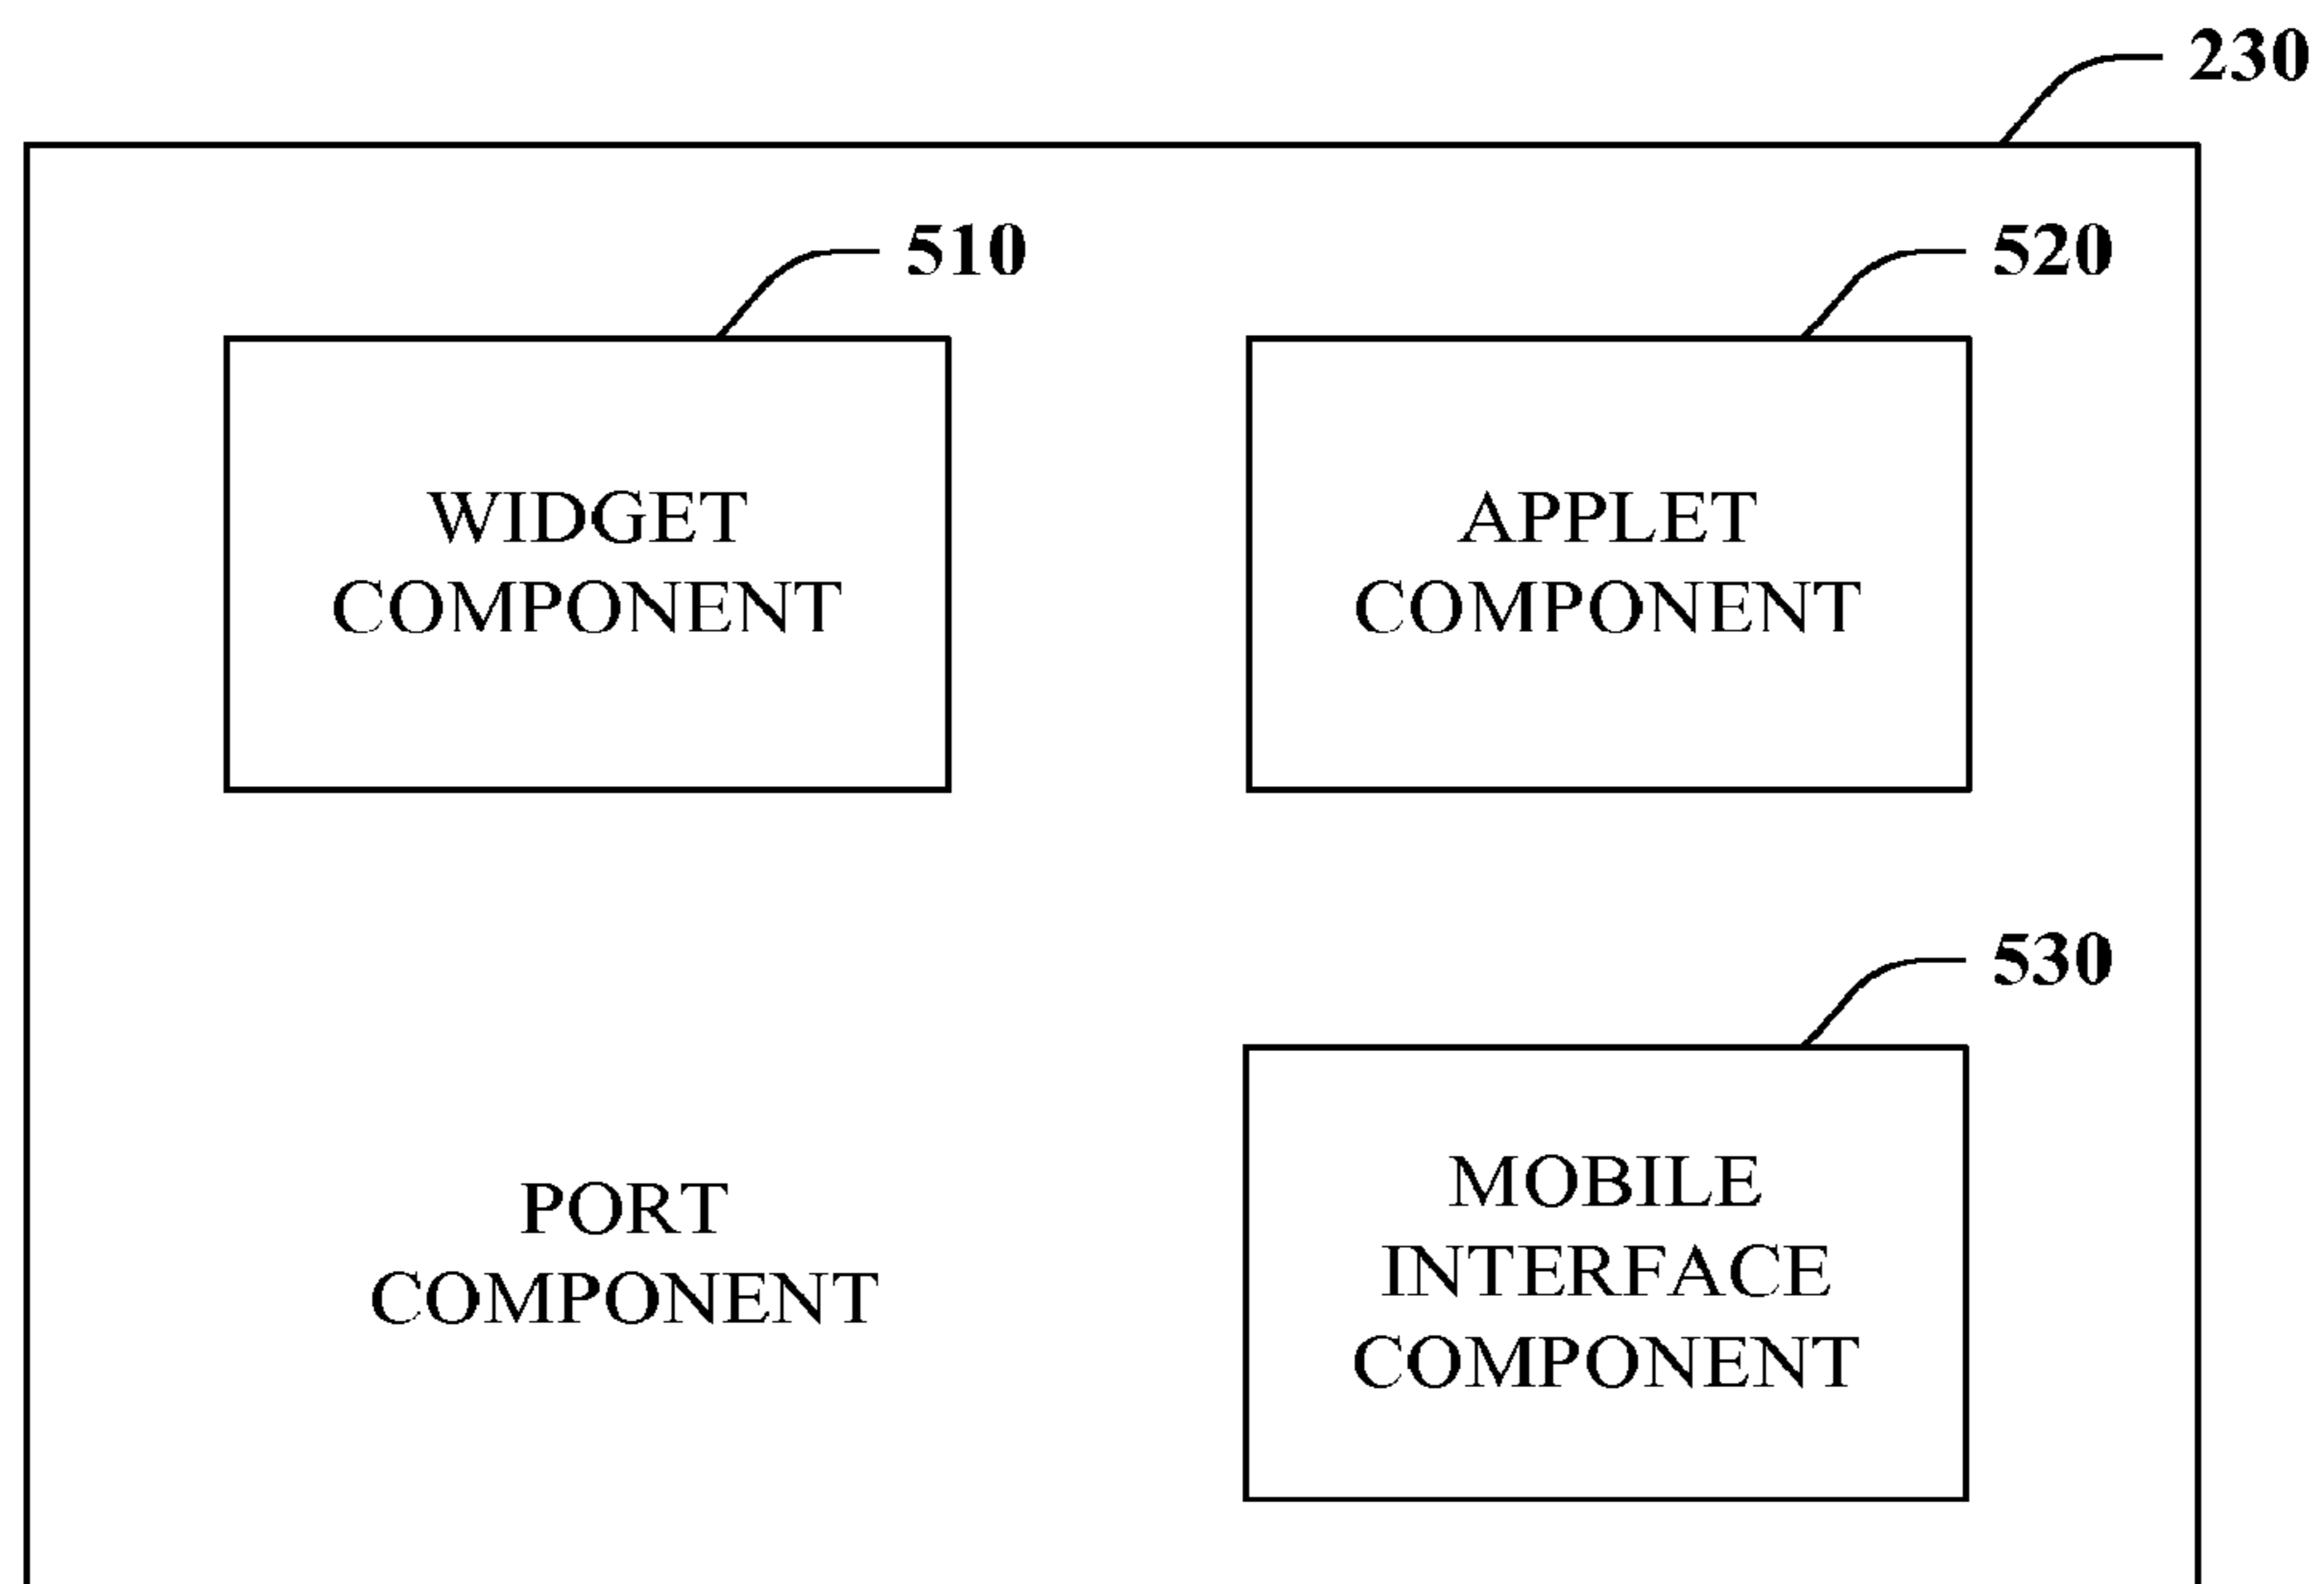 230
510
520
WIDGET
COMPONENT
APPLET
COMPONENT
530
PORT
COMPONENT
MOBILE
INTERFACE
COMPONENT